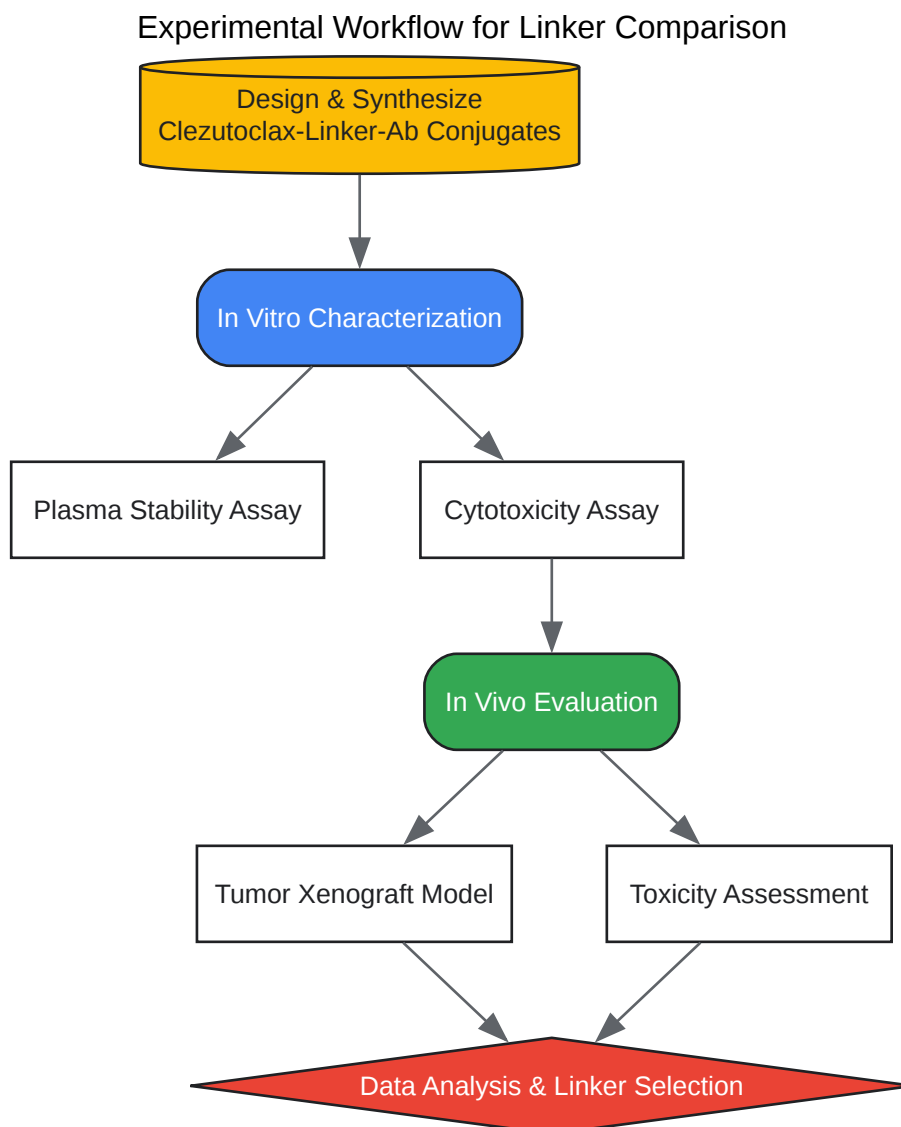 Experimental Workflow for Linker Comparison
Design & Synthesize
Clezutoclax-Linker-Ab Conjugates
In Vitro Characterization
Plasma Stability Assay
Cytotoxicity Assay
In Vivo Evaluation
Tumor Xenograft Model
Toxicity Assessment
Data Analysis & Linker Selection